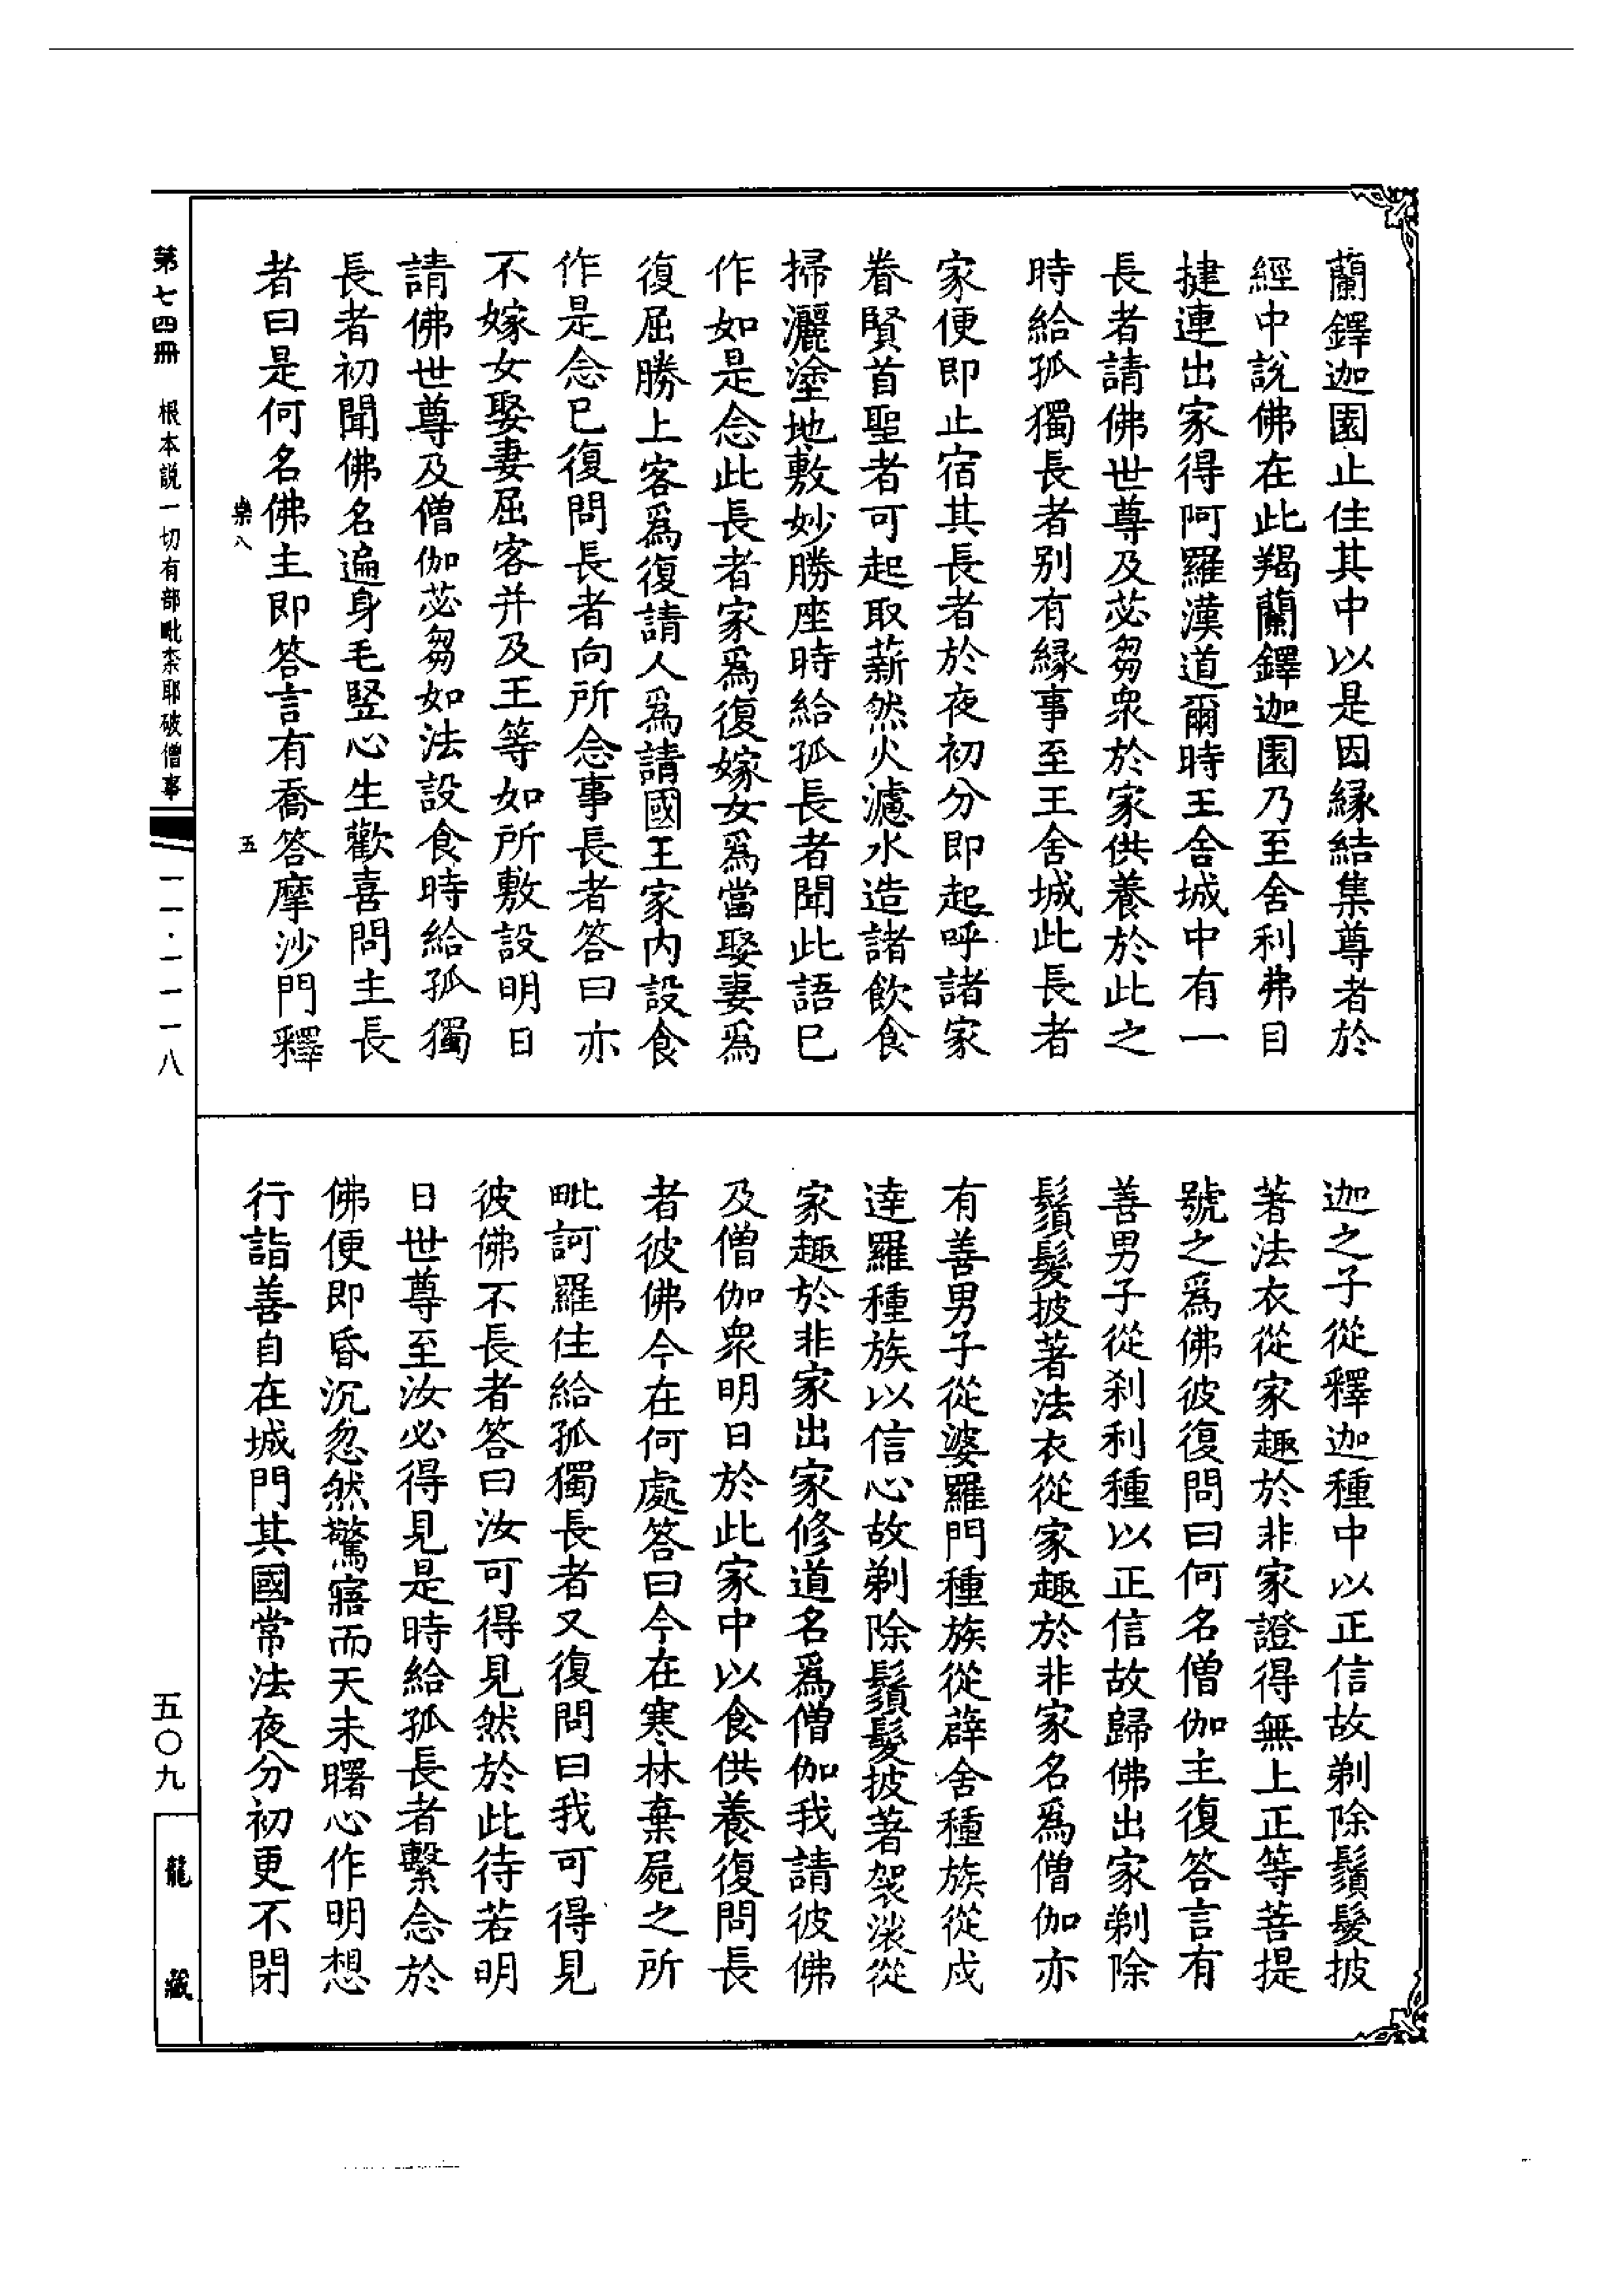 蘭鐸迦園止住其中以是因緣結集尊者於
經中說佛在此羯蘭鐸迦園乃至舍利弗目
揵連出家得阿羅漢道爾時王舍城中有一
長者請佛世尊及苾芻衆於家供養於此之
時給孤獨長者別有緣事至王舍城此長者
家便即止宿其長者於夜初分即起呼諸家
眷賢首聖者可起取薪然火濾水造諸飲食
掃灑塗地敷妙勝座時給孤長者聞此語已
作如是念此長者家爲復嫁女爲當娶妻爲
復屈勝上客爲復請人爲請國王家內設食
作是念已復問長者向所念事長者答曰亦
不嫁女娶妻屈客并及王等如所敷設明日
請佛世尊及僧伽苾芻如法設食時給孤獨
長者初聞佛名遍身毛竪心生歡喜問主長
者曰是何名佛主即答言有喬答摩沙門釋
迦之子從釋迦種中以正信故剃除鬚髮披
著法衣從家趣於非家證得無上正等菩提
號之爲佛彼復問曰何名僧伽主復答言有
善男子從刹利種以正信故歸佛出家剃除
鬚髮披著法衣從家趣於非家名爲僧伽亦
有善男子從婆羅門種族從薜舍種族從戍
達羅種族以信心故剃除鬚髮披著袈裟從
家趣於非家出家修道名爲僧伽我請彼佛
及僧伽衆明日於此家中以食供養復問長
者彼佛今在何處答曰今在寒林棄屍之所
毗訶羅住給孤獨長者又復問曰我可得見
彼佛不長者答曰汝可得見然於此待若明
日世尊至汝必得見是時給孤長者繫念於
佛便即昏沉忽然驚寤而天未曙心作明想
行詣善自在城門其國常法夜分初更不閉
樂八
五
第七四冊 根本説一切有部毗柰耶破僧事
一一·一一一八
五〇九
龍藏